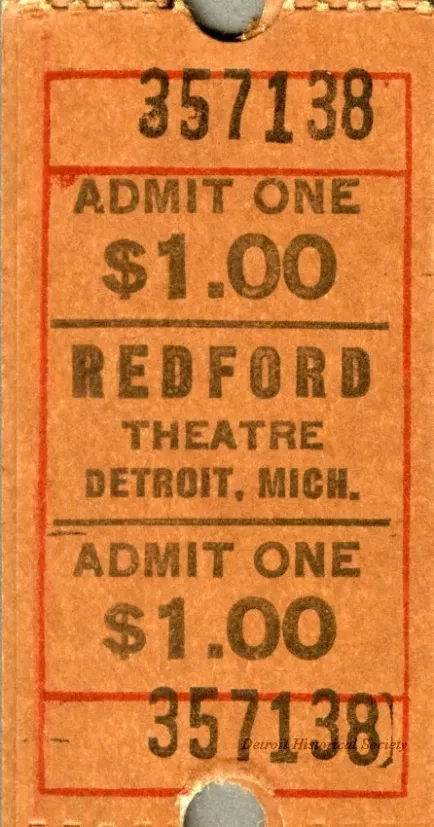 357138
ADMIT ONE
$1.00
REDFORD
THEATRE
DETROIT, MICH.
ADMIT ONE
$1.00
357138
Detroit Historical Society